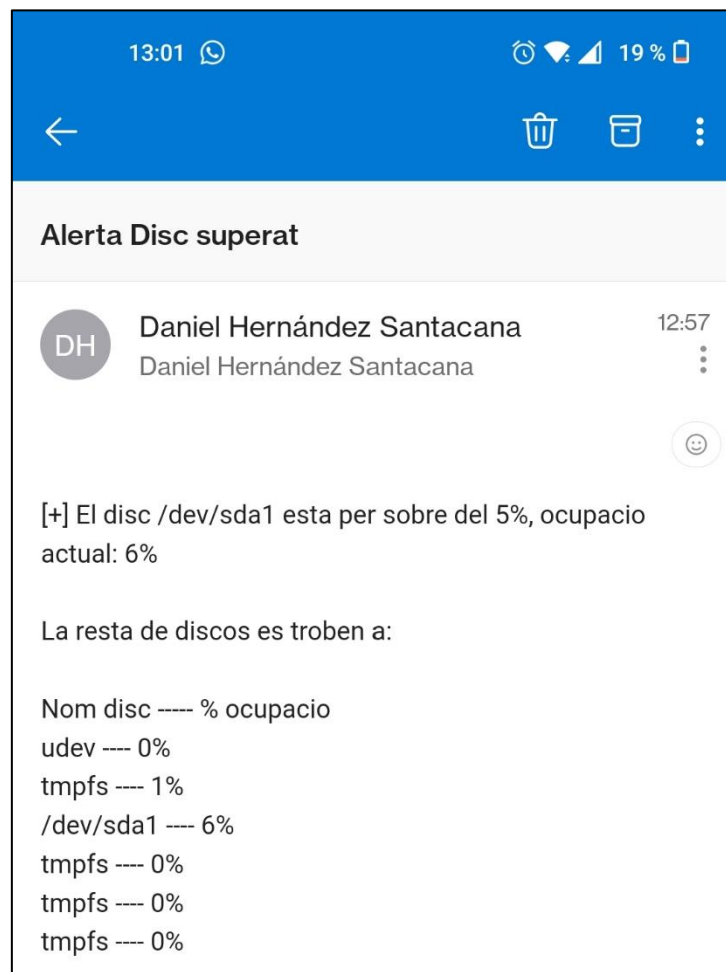 13:01 19 %
Alerta Disc superat
DH
Daniel Hernández Santacana 12:57
Daniel Hernández Santacana
[+] El disc /dev/sda1 esta per sobre del 5%, ocupacio
actual: 6%
La resta de discos es troben a:
Nom disc ----- % ocupacio
udev ---- 0%
tmpfs ---- 1%
/dev/sda1 ---- 6%
tmpfs ---- 0%
tmpfs ---- 0%
tmpfs ---- 0%